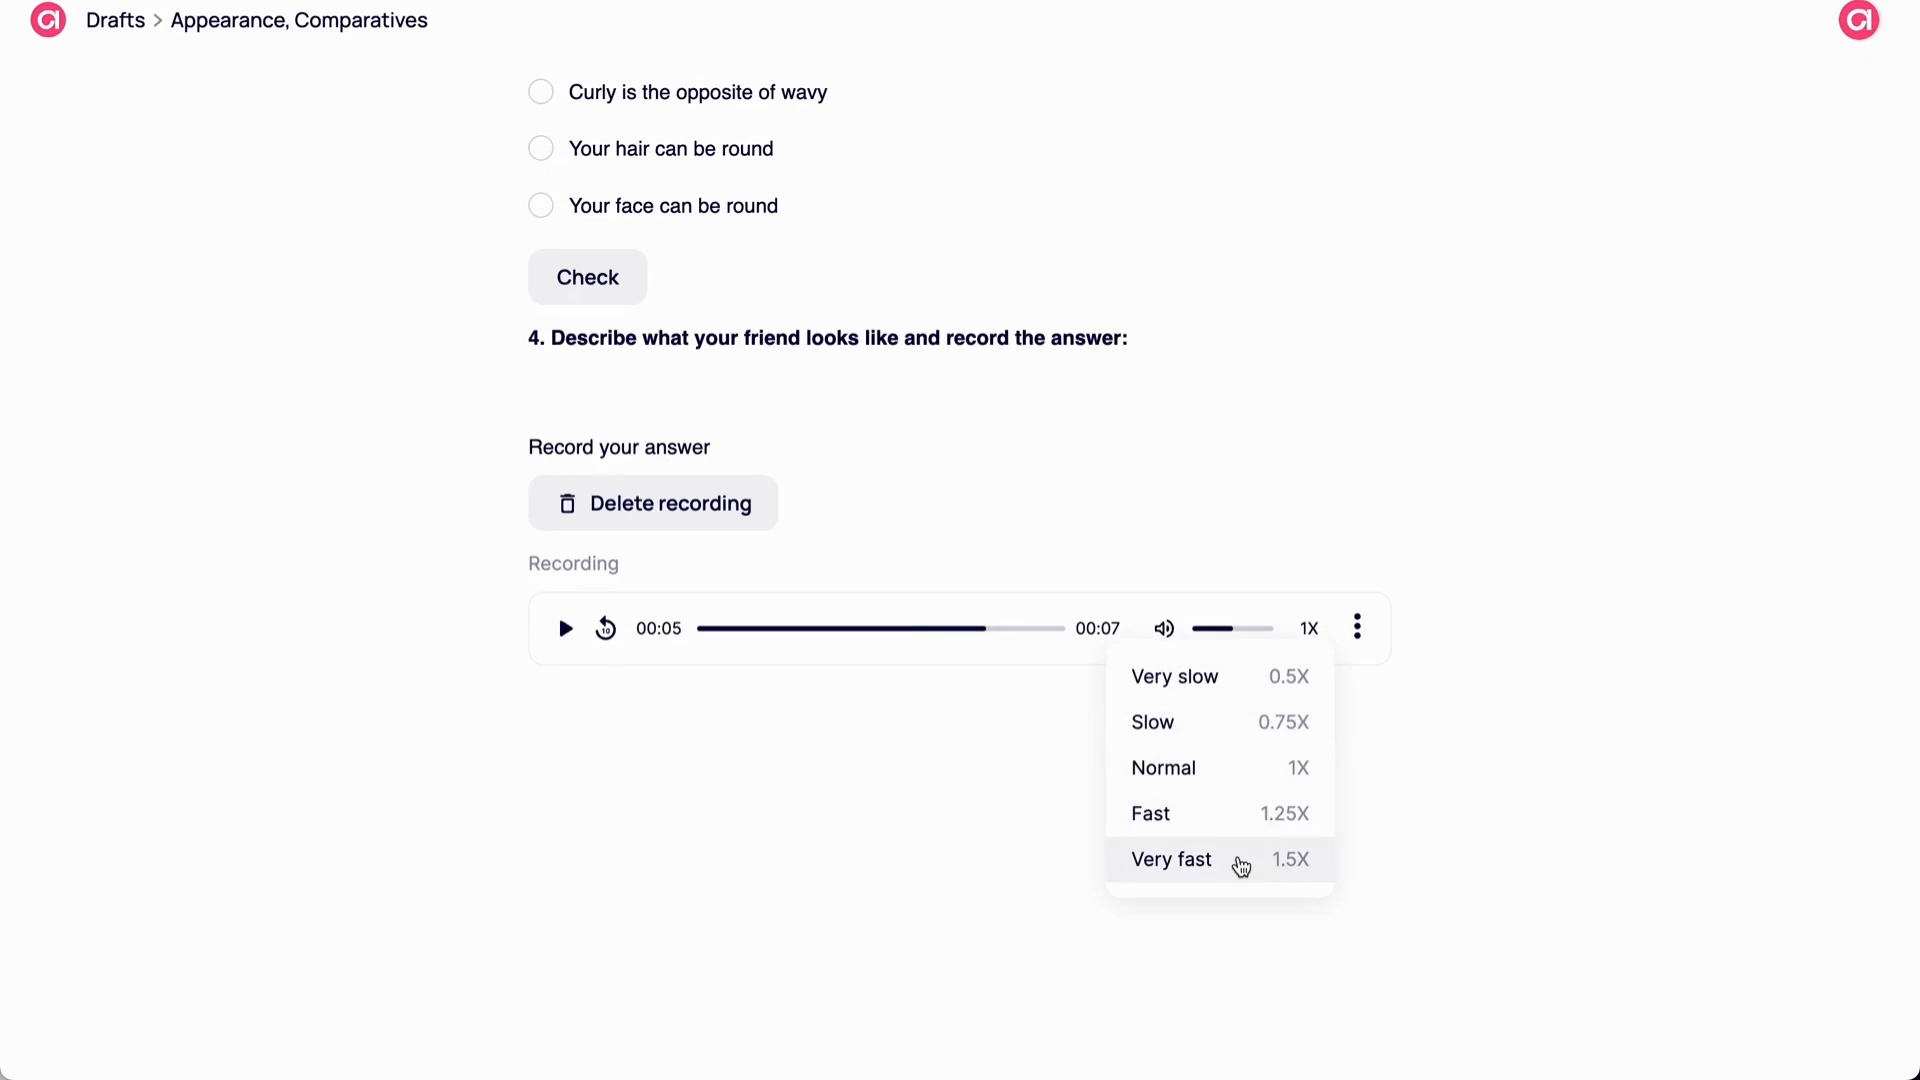 Drafts > Appearance, Comparatives
Curly is the opposite of wavy
Your hair can be round
Your face can be round
Check
4. Describe what your friend looks like and record the answer:
Record your answer
Delete recording
Recording
10 00:05 00:07 1X
Very slow 0.5X
Slow 0.75X
Normal 1X
Fast 1.25X
Very fast 1.5X